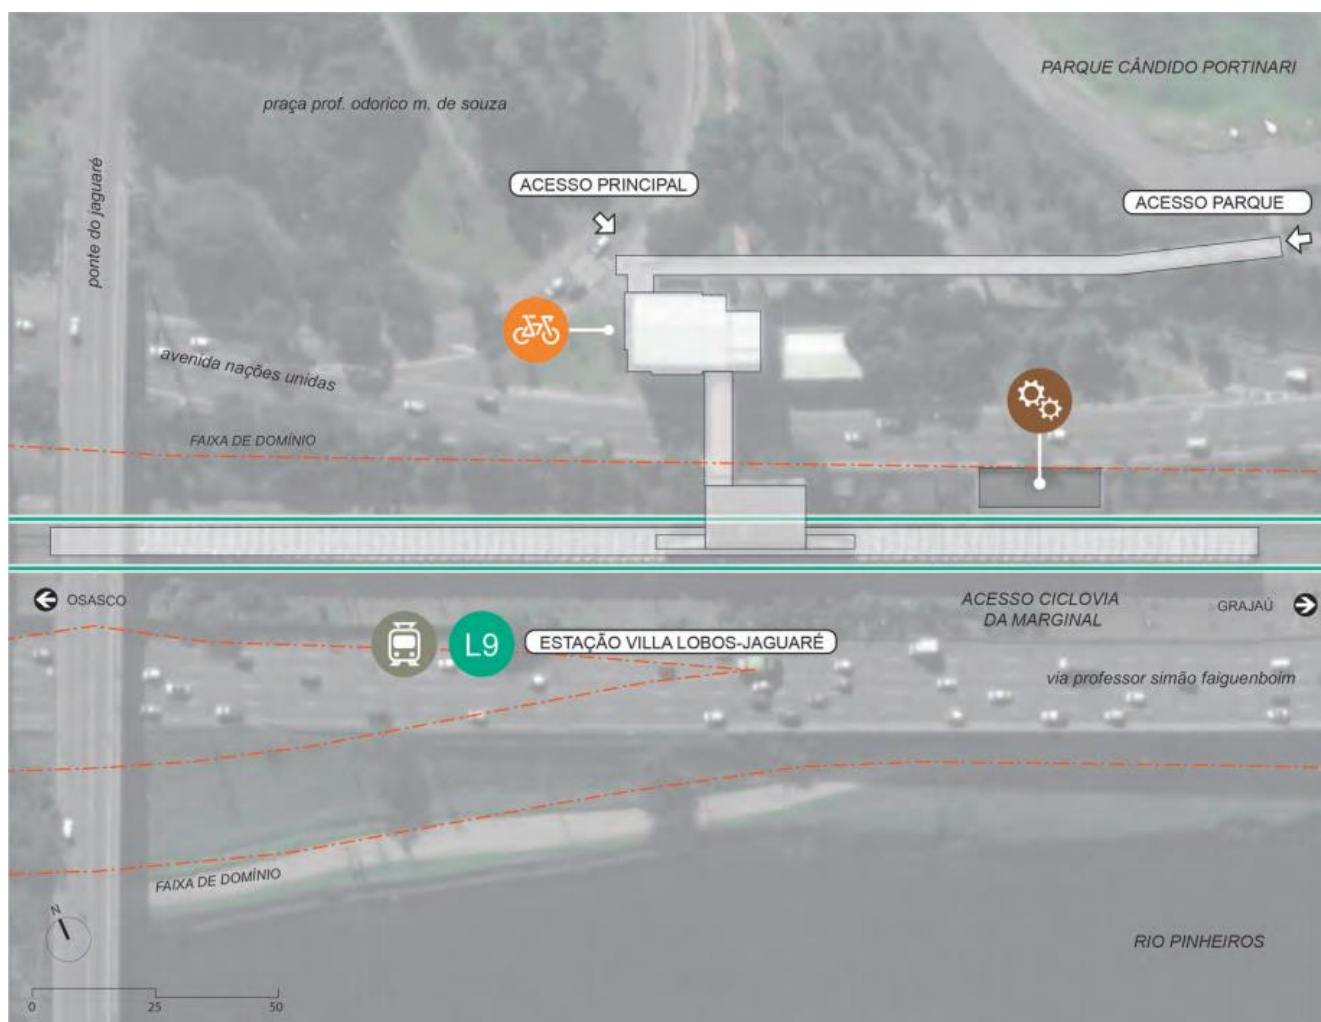 PARQUE CÂNDIDO PORTINARI
praça prof. odorico m. de souza
ponte do jaguaré
ACESSO PRINCIPAL
ACESSO PARQUE
avenida nações unidas
FAIXA DE DOMÍNIO
OSASCO
ACESSO CICLOVIA
DA MARGINAL
GRAJAÚ
L9
ESTAÇÃO VILLA LOBOS-JAGUARÉ
via professor simão faiguenboim
FAIXA DE DOMÍNIO
N
RIO PINHEIROS
0 25 50